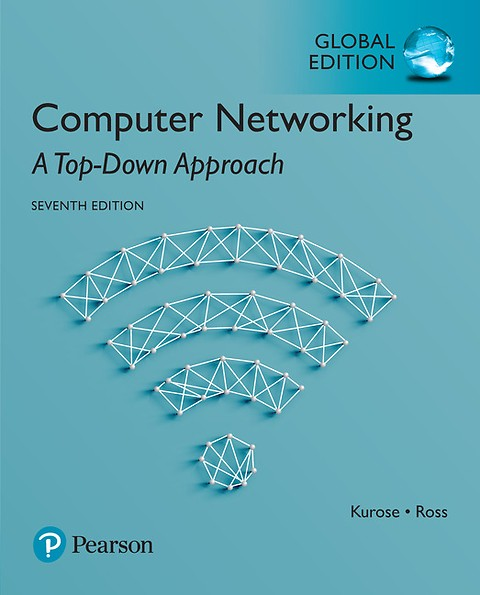 GLOBAL
EDITION
Computer Networking
A Top-Down Approach
SEVENTH EDITION
Kurose • Ross
P Pearson